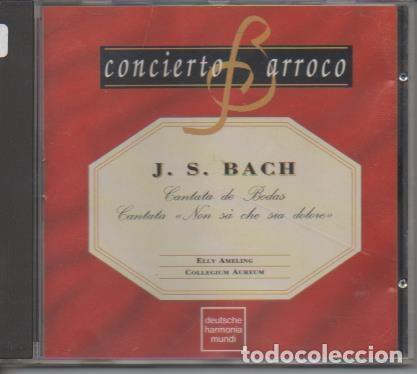 concierto Barroco
J. S. BACH
Cantata de Bodas
Cantata «Non sà che sia dolore»
ELLY AMELING
COLLEGIUM AUREUM
deutsche
harmonia
mundi
todocoleccion.net